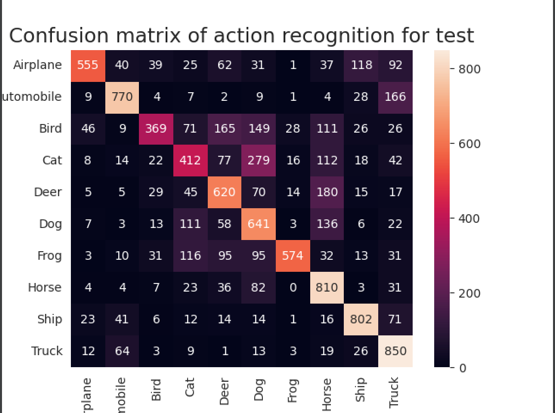 Confusion matrix of action recognition for test
Airplane 555 40 39 25 62 31 1 37 118 92
utomobile 9 770 4 7 2 9 1 4 28 166
Bird 46 9 369 71 165 149 28 111 26 26
Cat 8 14 22 412 77 279 16 112 18 42
Deer 5 5 29 45 620 70 14 180 15 17
Dog 7 3 13 111 58 641 3 136 6 22
Frog 3 10 31 116 95 95 574 32 13 31
Horse 4 4 7 23 36 82 0 810 3 31
Ship 23 41 6 12 14 14 1 16 802 71
Truck 12 64 3 9 1 13 3 19 26 850
rplane mobile Bird Cat Deer Dog Frog Horse Ship Truck
800
600
400
200
0